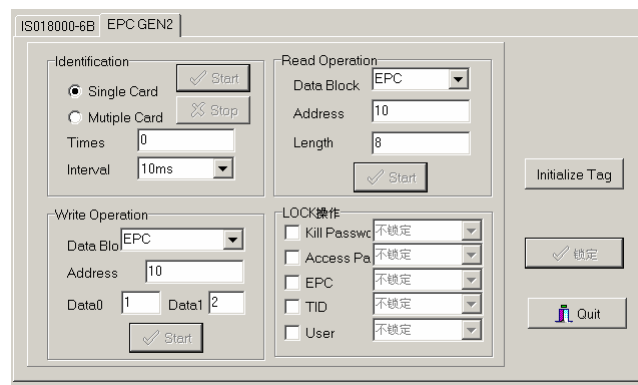 IS018000-6B EPC GEN2
Identification
Start
Single Card
Stop
Mutiple Card
Times 0
Interval 10ms
Read Operation
Data Block EPC
Address 10
Length 8
Start
Initialize Tag
Write Operation
Data Blo EPC
Address 10
Data0 1 Data1 2
Start
LOCK操作
Kill Passwc 不锁定
Access Pa 不锁定
EPC 不锁定
TID 不锁定
User 不锁定
锁定
Quit